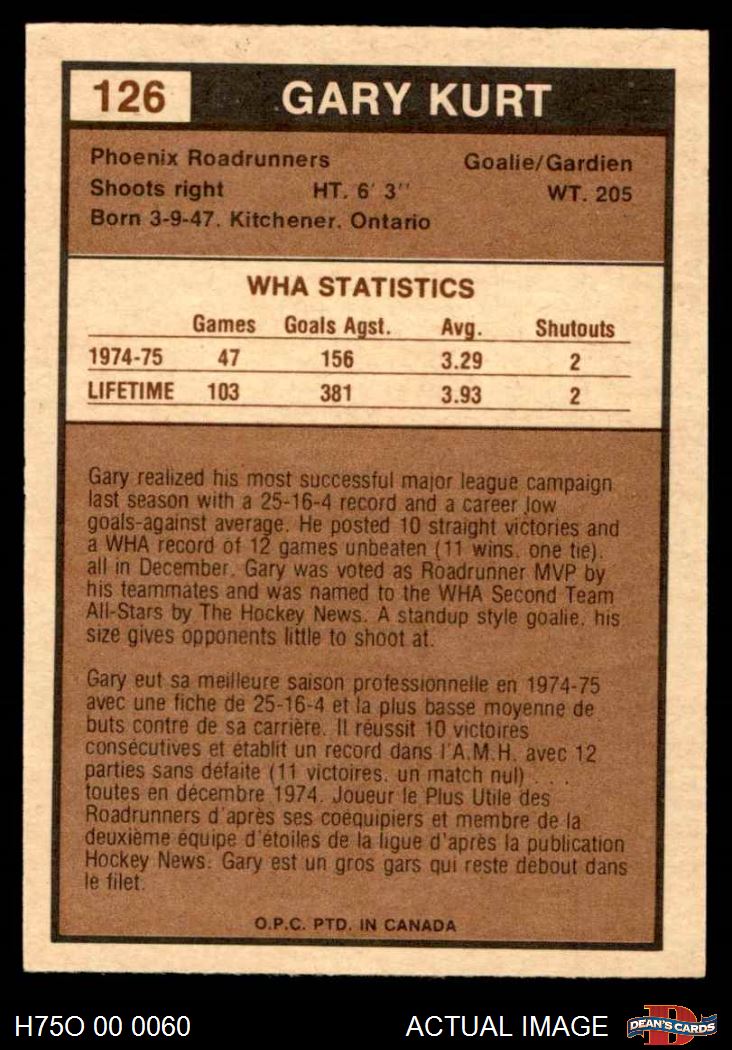 126 GARY KURT
Phoenix Roadrunners Goalie/Gardien
Shoots right HT. 6' 3'' WT. 205
Born 3-9-47. Kitchener. Ontario
WHA STATISTICS
Games Goals Agst. Avg. Shutouts
1974-75 47 156 3.29 2
LIFETIME 103 381 3.93 2
Gary realized his most successful major league campaign
last season with a 25-16-4 record and a career low
goals-against average. He posted 10 straight victories and
a WHA record of 12 games unbeaten (11 wins. one tie).
all in December. Gary was voted as Roadrunner MVP by
his teammates and was named to the WHA Second Team
All-Stars by The Hockey News. A standup style goalie, his
size gives opponents little to shoot at.
Gary eut sa meilleure saison professionnelle en 1974-75
avec une fiche de 25-16-4 et la plus basse moyenne de
buts contre de sa carrière. Il réussit 10 victoires
consécutives et établit un record dans l'A.M.H. avec 12
parties sans défaite (11 victoires. un match nul) . . .
toutes en décembre 1974. Joueur le Plus Utile des
Roadrunners d'après ses coéquipiers et membre de la
deuxième équipe d'étoiles de la ligue d'après la publication
Hockey News. Gary est un gros gars qui reste debout dans
le filet.
O.P.C. PTD. IN CANADA
H75O 00 0060 ACTUAL IMAGE DEAN'S CARDS